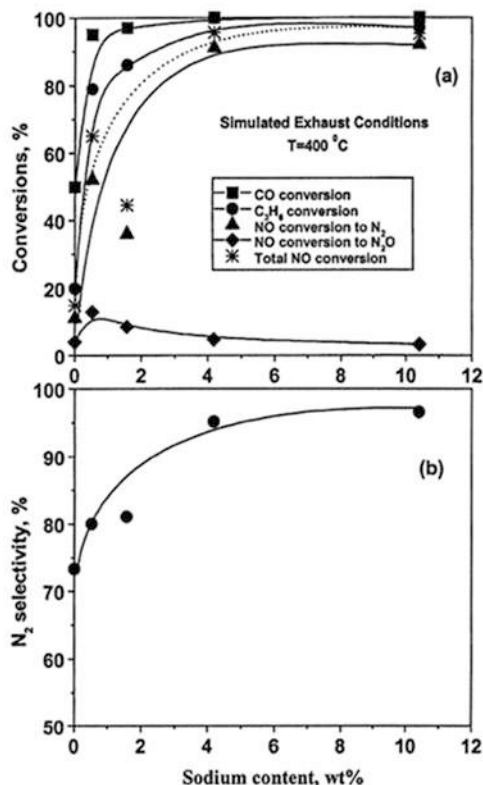 100
80
60
40
20
0
Conversions, %
(a)
Simulated Exhaust Conditions
T=400 °C
CO conversion
C₃H₆ conversion
NO conversion to N₂
NO conversion to N₂O
Total NO conversion
0 2 4 6 8 10 12
100
90
80
70
60
50
N₂ selectivity, %
(b)
0 2 4 6 8 10 12
Sodium content, wt%